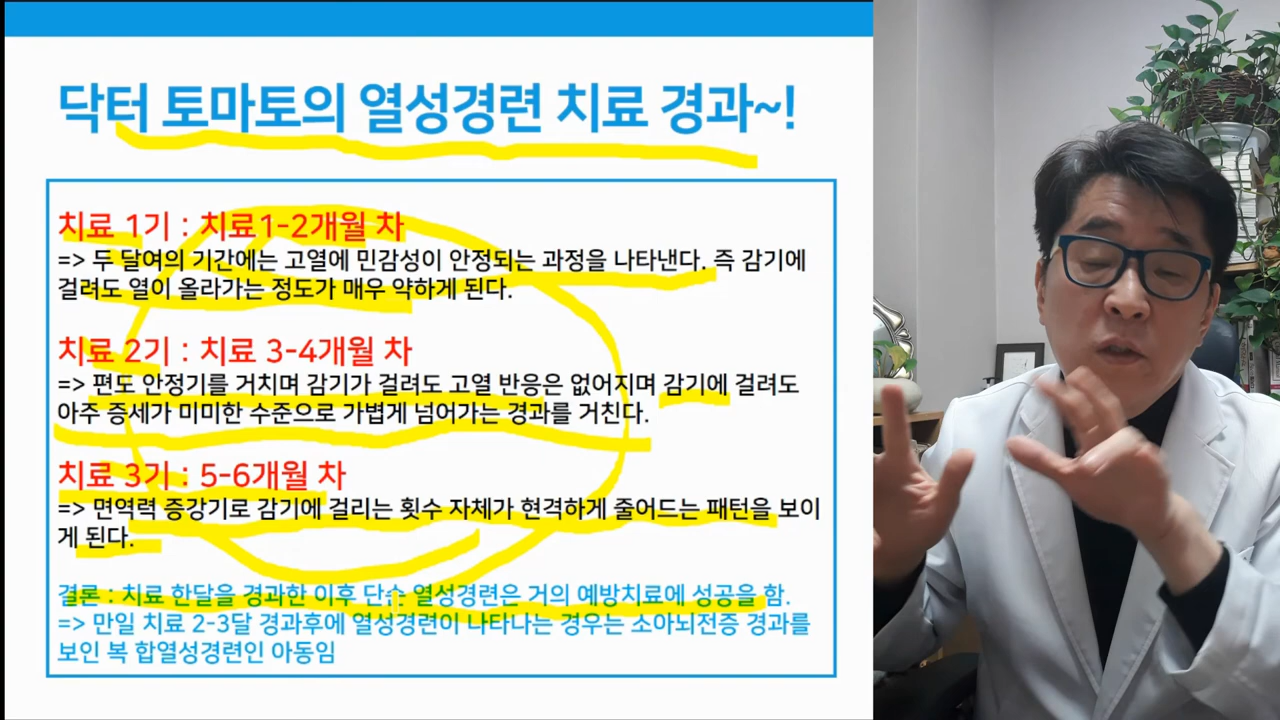 닥터 토마토의 열성경련 치료 경과~!
치료 1기 : 치료1-2개월 차
=> 두 달여의 기간에는 고열에 민감성이 안정되는 과정을 나타낸다. 즉 감기에
걸려도 열이 올라가는 정도가 매우 약하게 된다.
치료 2기 : 치료 3-4개월 차
=> 편도 안정기를 거치며 감기가 걸려도 고열 반응은 없어지며 감기에 걸려도
아주 증세가 미미한 수준으로 가볍게 넘어가는 경과를 거친다.
치료 3기 : 5-6개월 차
=> 면역력 증강기로 감기에 걸리는 횟수 자체가 현격하게 줄어드는 패턴을 보이
게 된다.
결론 : 치료 한달을 경과한 이후 단순 열성경련은 거의 예방치료에 성공을 함.
=> 만일 치료 2-3달 경과후에 열성경련이 나타나는 경우는 소아뇌전증 경과를
보인 복 합열성경련인 아동임